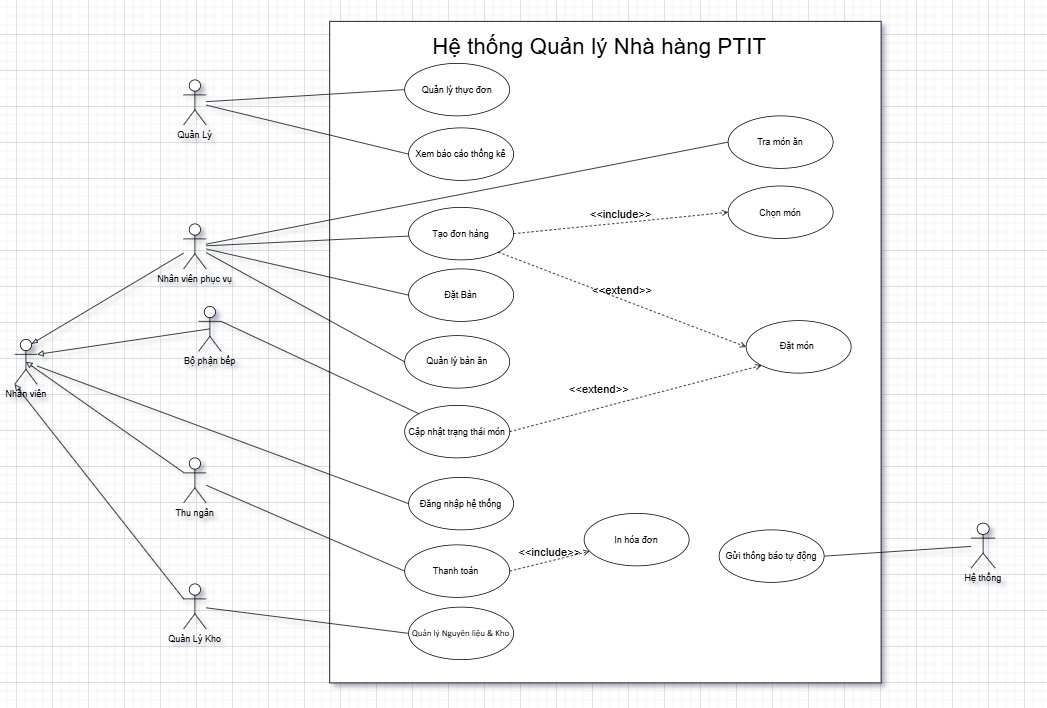 Hệ thống Quản lý Nhà hàng PTIT
Quản lý thực đơn
Quản Lý
Xem báo cáo thống kê
Tra món ăn
Chọn món
<<include>>
Tạo đơn hàng
Nhân viên phục vụ
<<extend>>
Đặt Bàn
Đặt món
Bộ phận bếp
Quản lý bàn ăn
<<extend>>
Nhân viên
Cập nhật trạng thái món
Đăng nhập hệ thống
Thu ngân
In hóa đơn
<<include>>
Gửi thông báo tự động
Thanh toán
Hệ thống
Quản Lý Kho
Quản lý Nguyên liệu & Kho